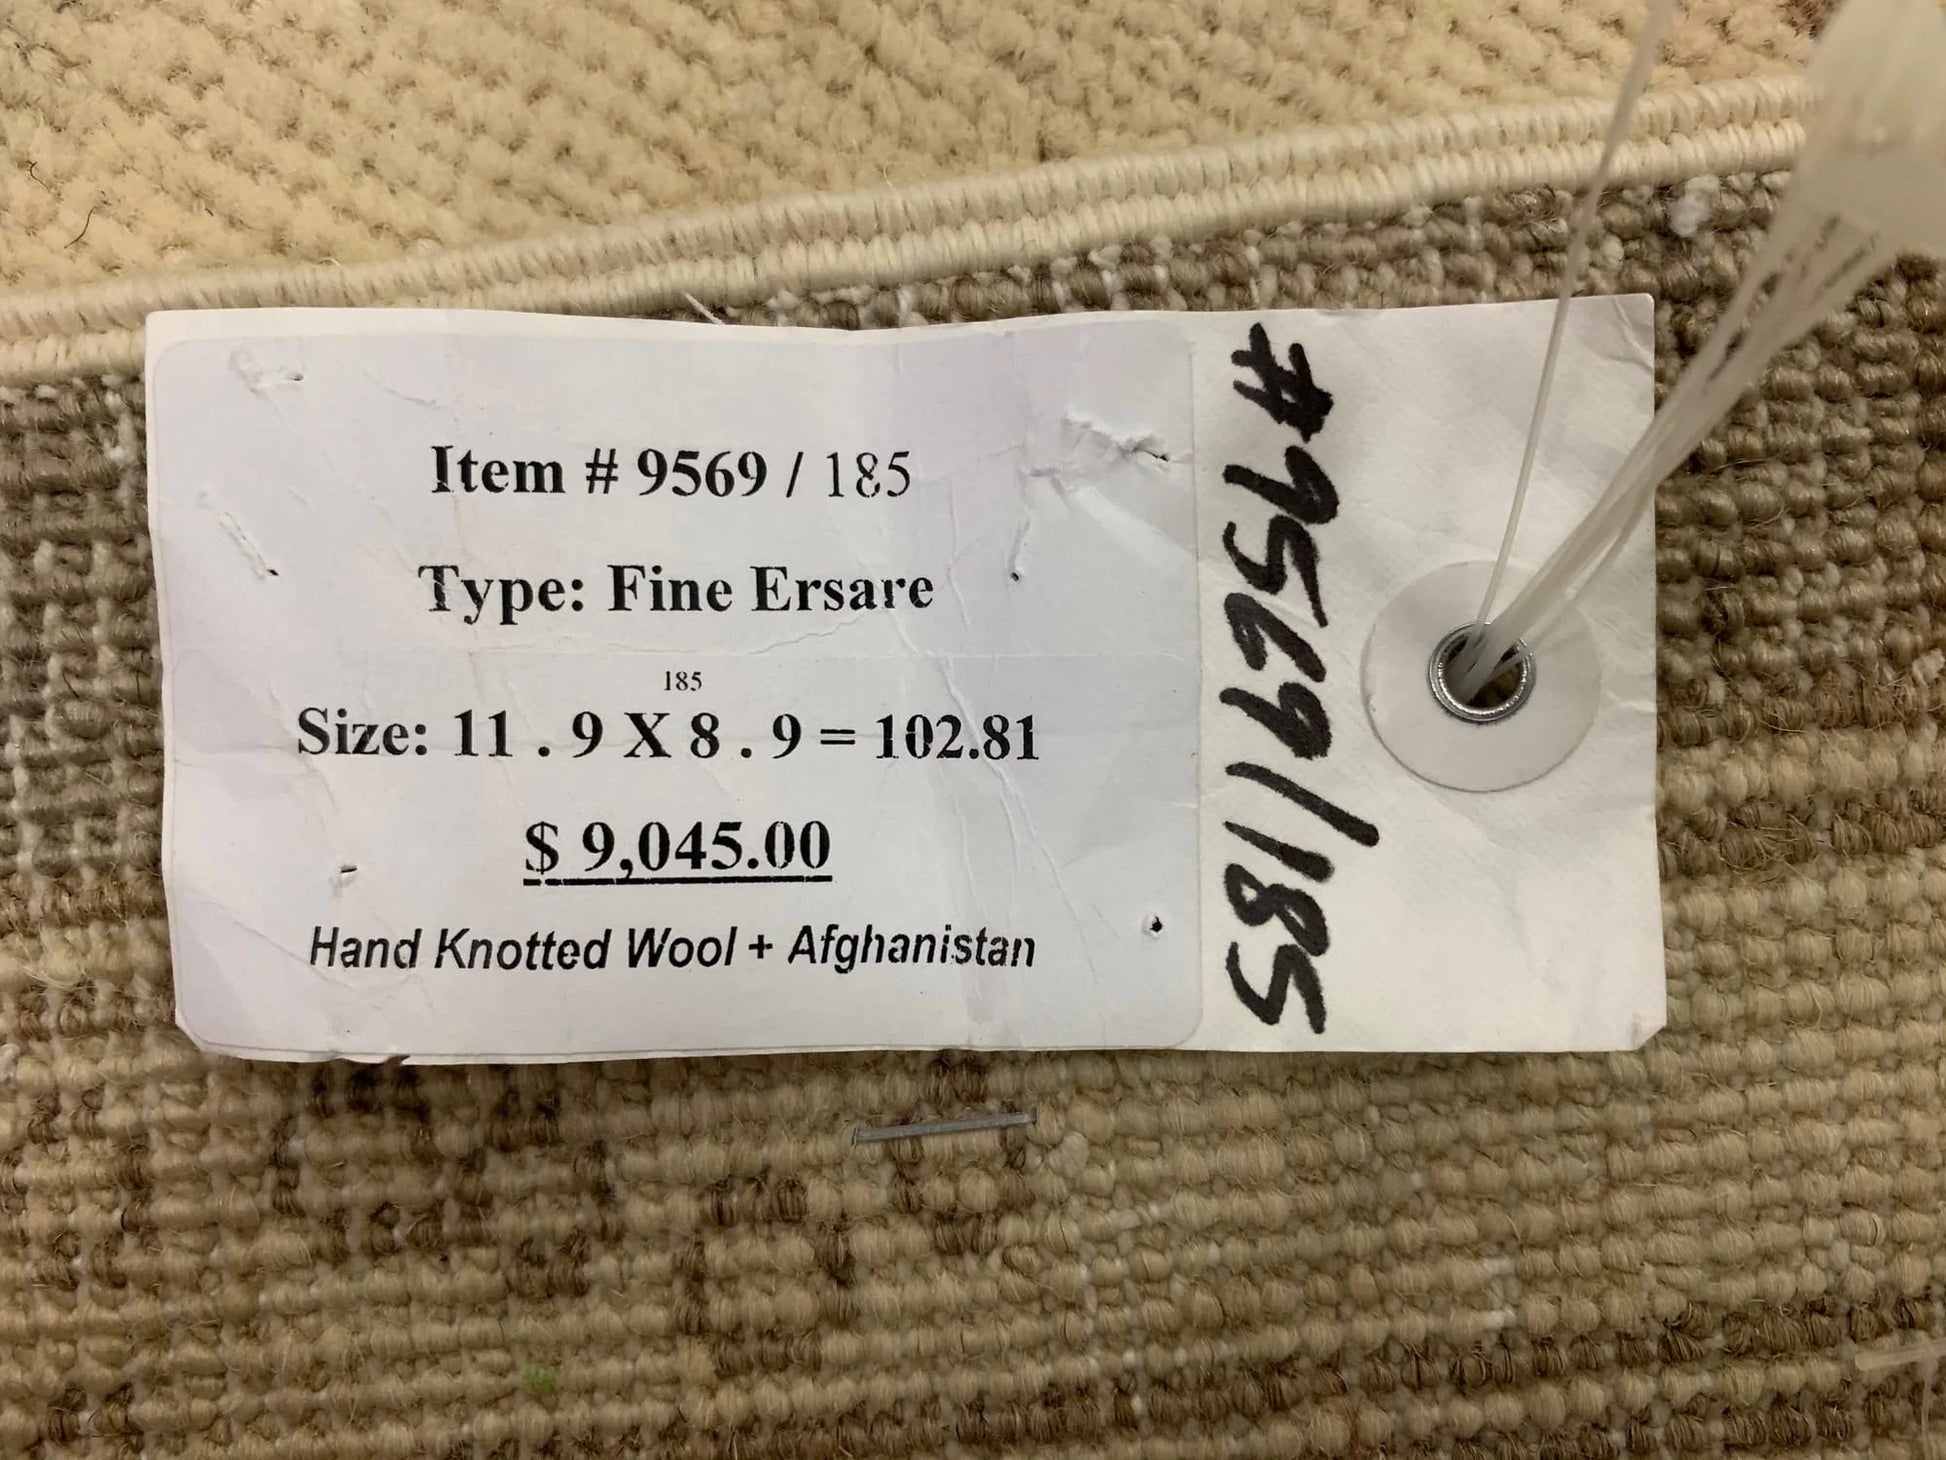 Item # 9569 / 185
Type: Fine Ersare
185
Size: 11 . 9 X 8 . 9 = 102.81
$ 9,045.00
Hand Knotted Wool + Afghanistan
#9569/185